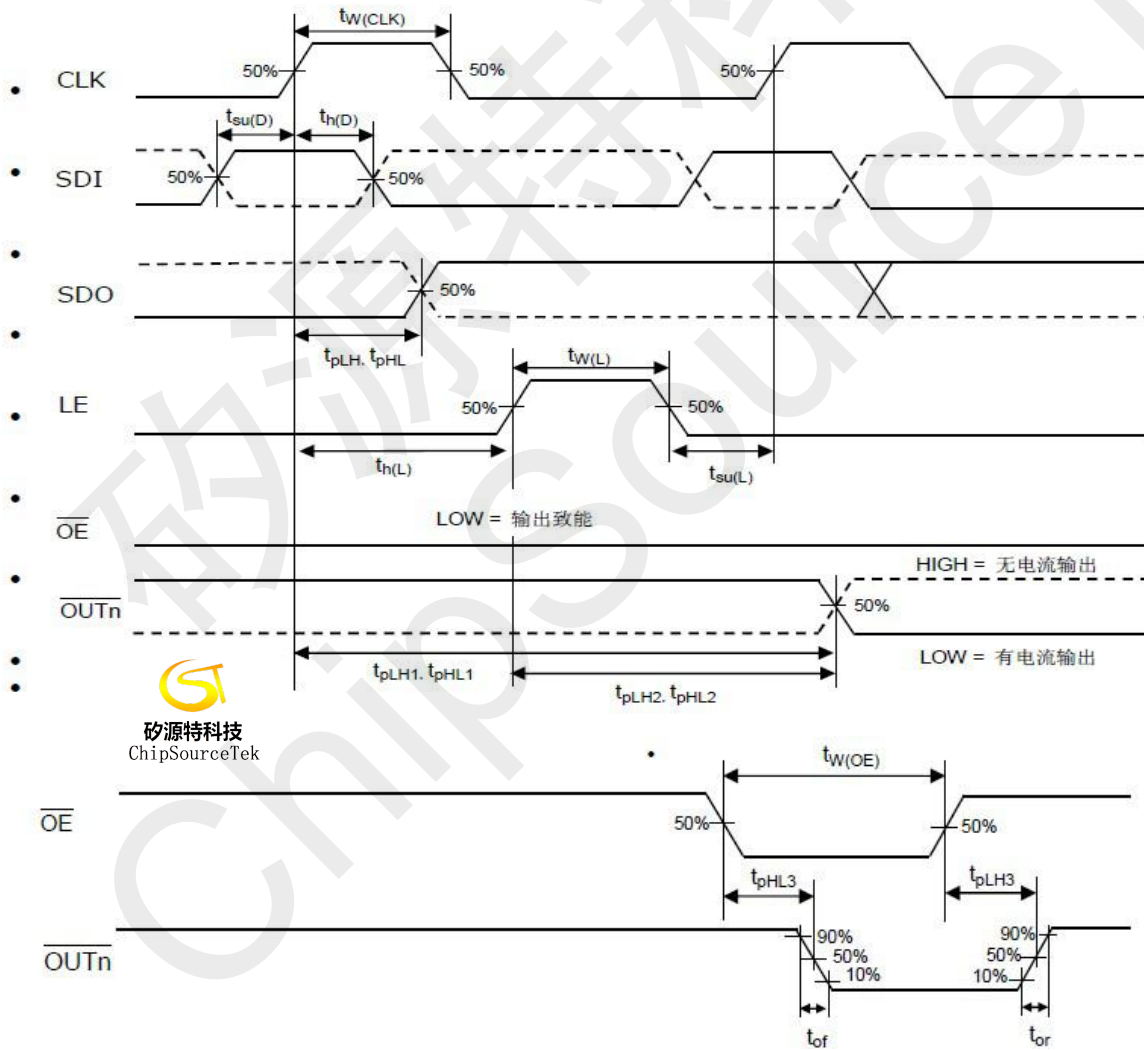 tW(CLK)
CLK
50%
50%
50%
tsu(D)
th(D)
SDI
50%
50%
SDO
50%
tpLH. tpHL
tW(L)
LE
50%
50%
th(L)
tsu(L)
OE
LOW = 输出致能
HIGH = 无电流输出
OUTn
50%
LOW = 有电流输出
tpLH1. tpHL1
tpLH2. tpHL2
矽源特科技
ChipSourceTek
tW(OE)
OE
50%
50%
tpHL3
tpLH3
OUTn
90%
50%
10%
90%
50%
10%
tof
tor
矽源特科
ChipSource